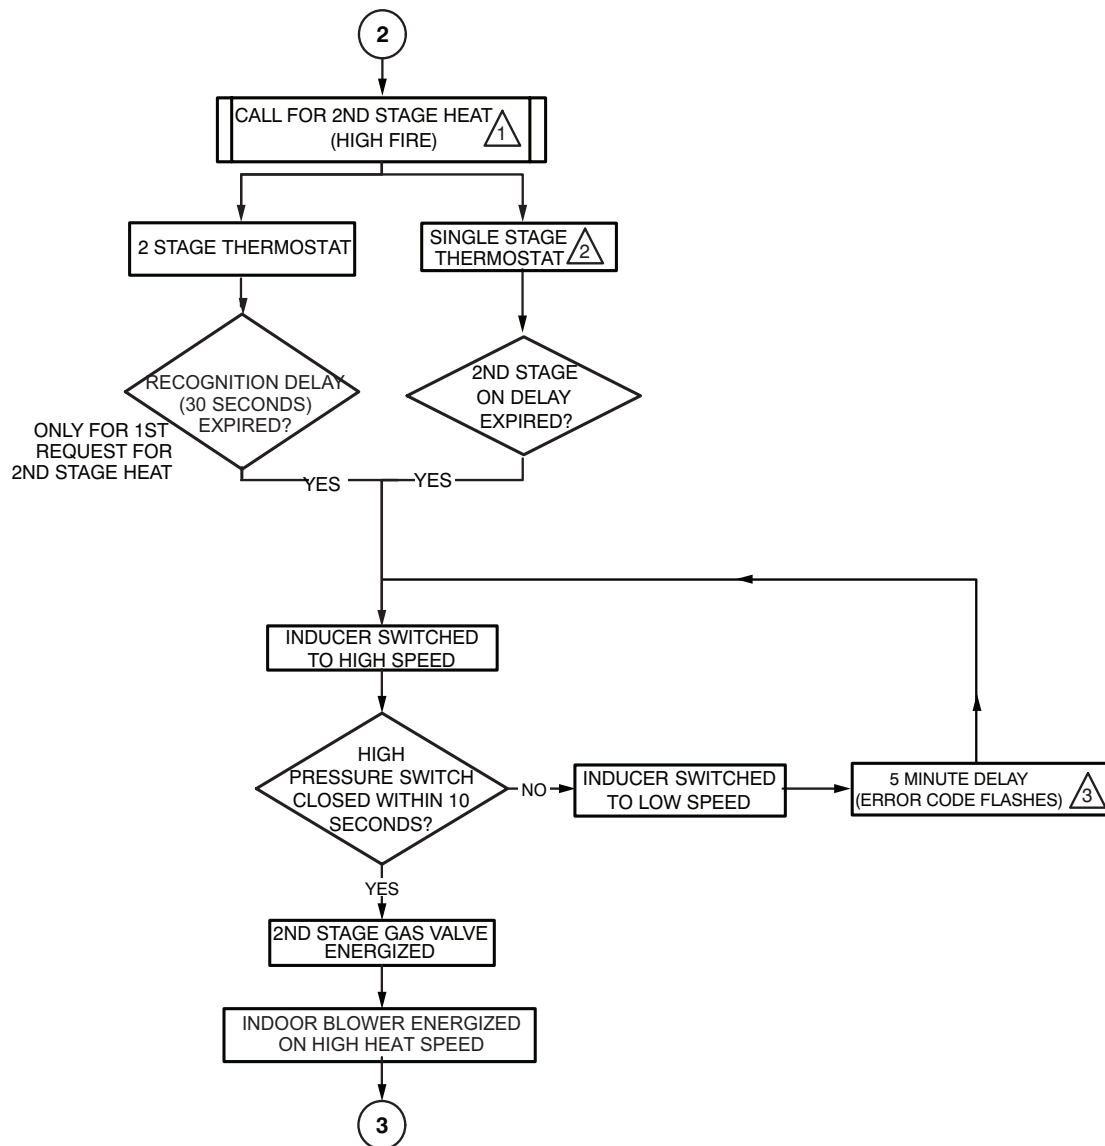 2
CALL FOR 2ND STAGE HEAT
(HIGH FIRE)
1
2 STAGE THERMOSTAT
SINGLE STAGE
THERMOSTAT
2
RECOGNITION DELAY
(30 SECONDS)
EXPIRED?
ONLY FOR 1ST
REQUEST FOR
2ND STAGE HEAT
2ND STAGE
ON DELAY
EXPIRED?
YES
YES
INDUCER SWITCHED
TO HIGH SPEED
HIGH
PRESSURE SWITCH
CLOSED WITHIN 10
SECONDS?
NO
INDUCER SWITCHED
TO LOW SPEED
5 MINUTE DELAY
(ERROR CODE FLASHES)
3
YES
2ND STAGE GAS VALVE
ENERGIZED
INDOOR BLOWER ENERGIZED
ON HIGH HEAT SPEED
3